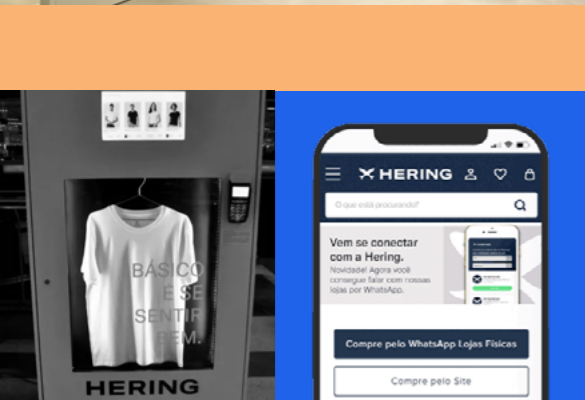 BÁSICO
É SE
SENTIR
BEM.
HERING
HERING
O que está procurando?
Vem se conectar
com a Hering.
Novidade! Agora você
consegue falar com nossas
lojas por WhatsApp.
Compre pelo WhatsApp Lojas Físicas
Compre pelo Site